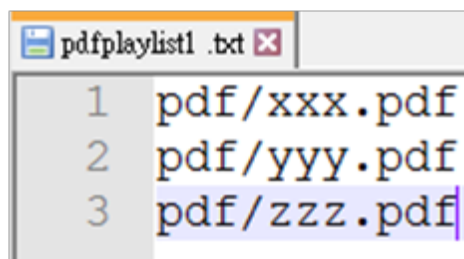 pdfplaylist1 .txt
1 pdf/xxx.pdf
2 pdf/yyy.pdf
3 pdf/zzz.pdf